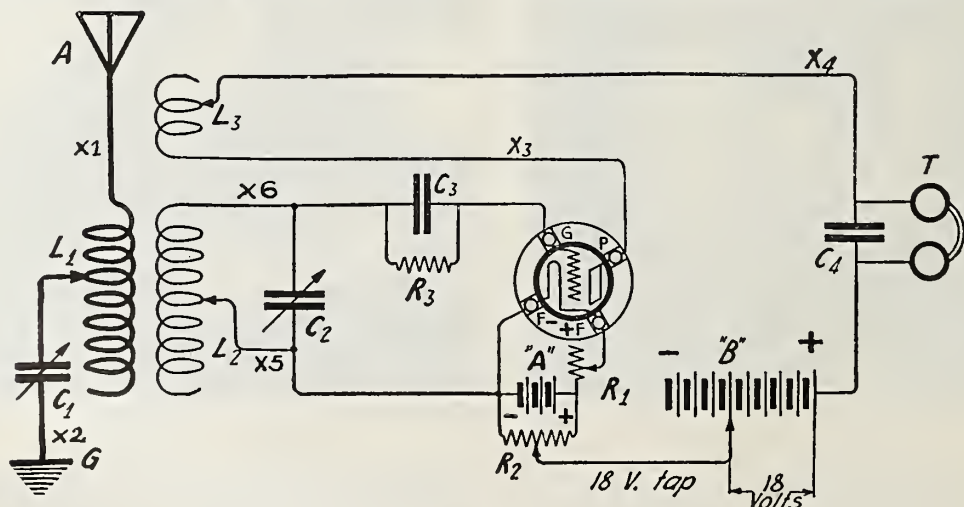 A
X4
L3
X3
T
X1
X6
C3
G P
L1
C4
R3
C2
F- +F
L2
X5
"A"
- "B" +
R1
C1
- +
X2
G
R2
18 V. tap
18
Volts